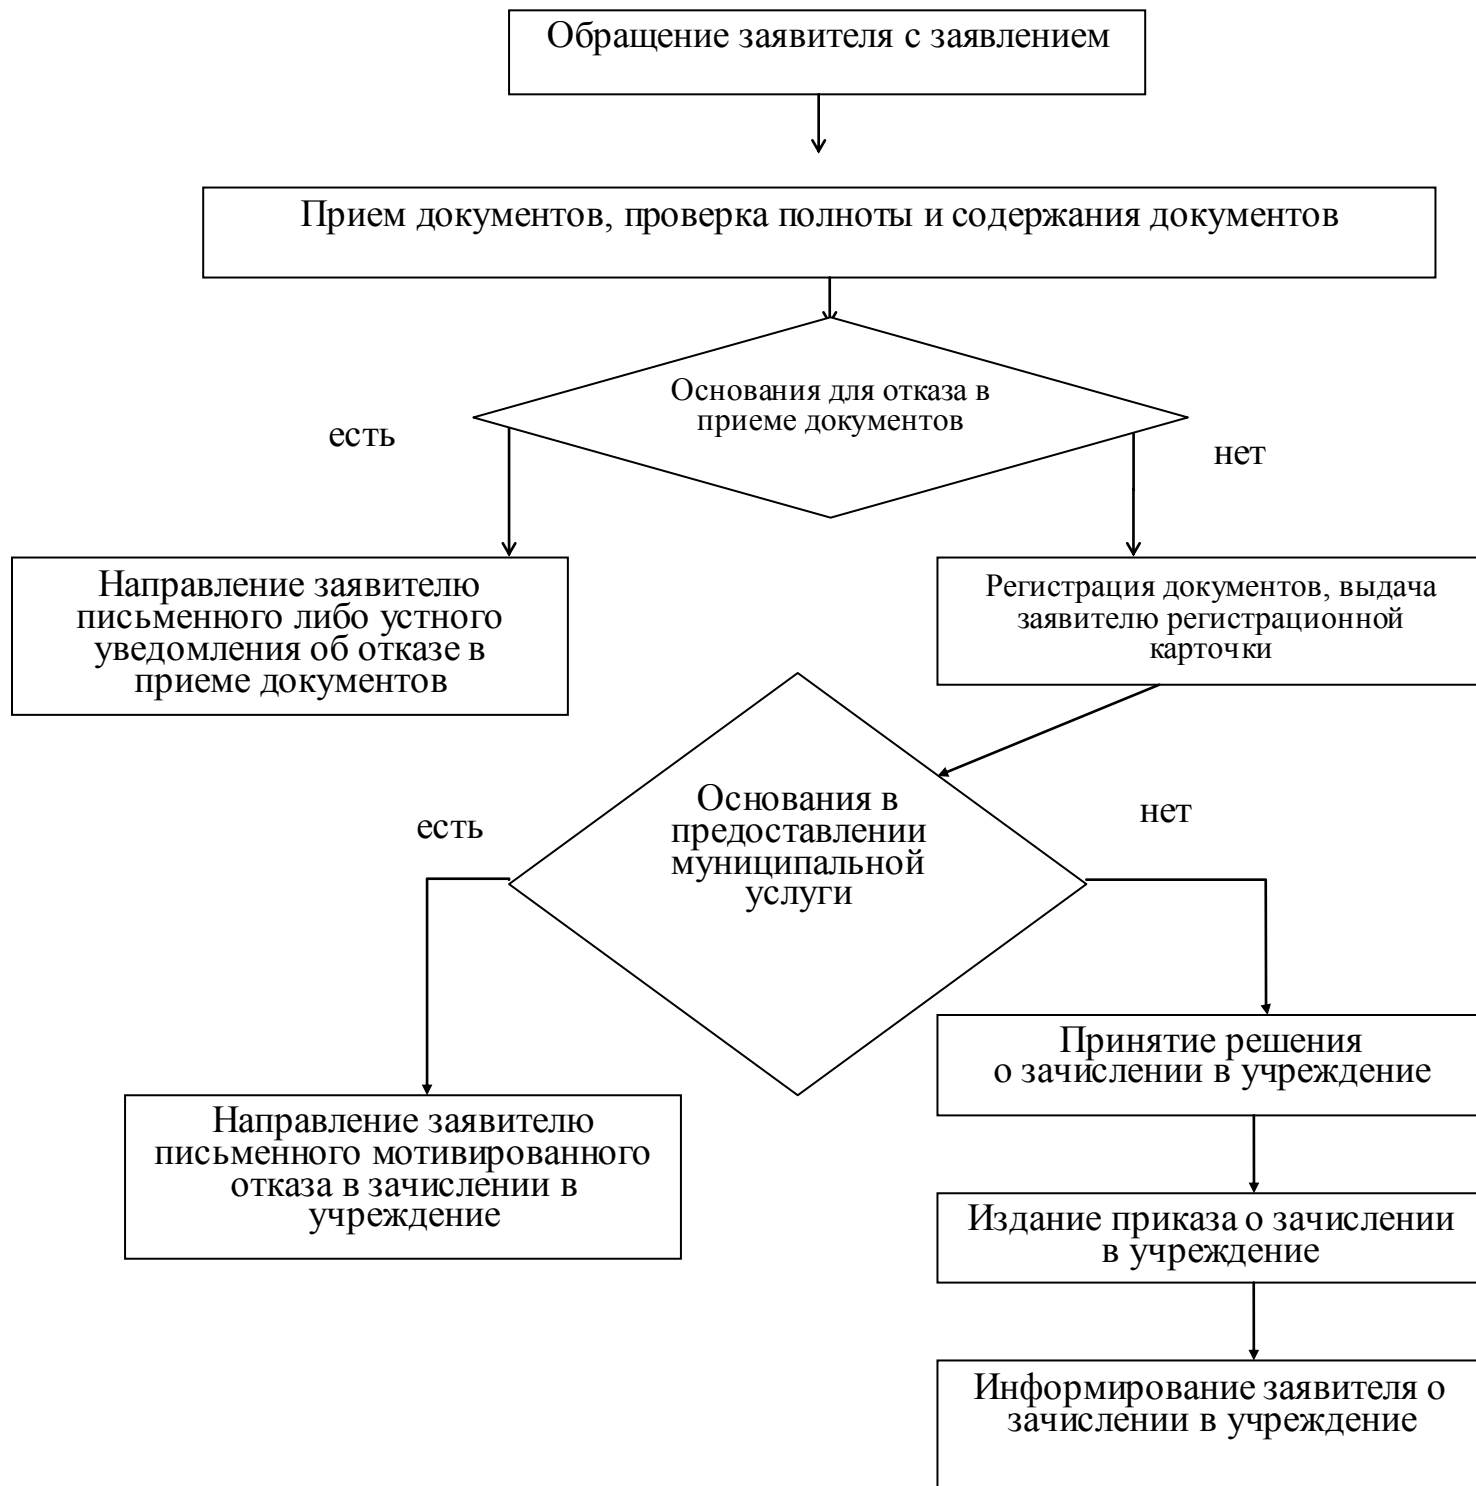 Обращение заявителя с заявлением
Прием документов, проверка полноты и содержания документов
Основания для отказа в
приеме документов
есть
нет
Направление заявителю
письменного либо устного
уведомления об отказе в
приеме документов
Регистрация документов, выдача
заявителю регистрационной
карточки
Основания в
предоставлении
муниципальной
услуги
есть
нет
Направление заявителю
письменного мотивированного
отказа в зачислении в
учреждение
Принятие решения
о зачислении в учреждение
Издание приказа о зачислении
в учреждение
Информирование заявителя о
зачислении в учреждение